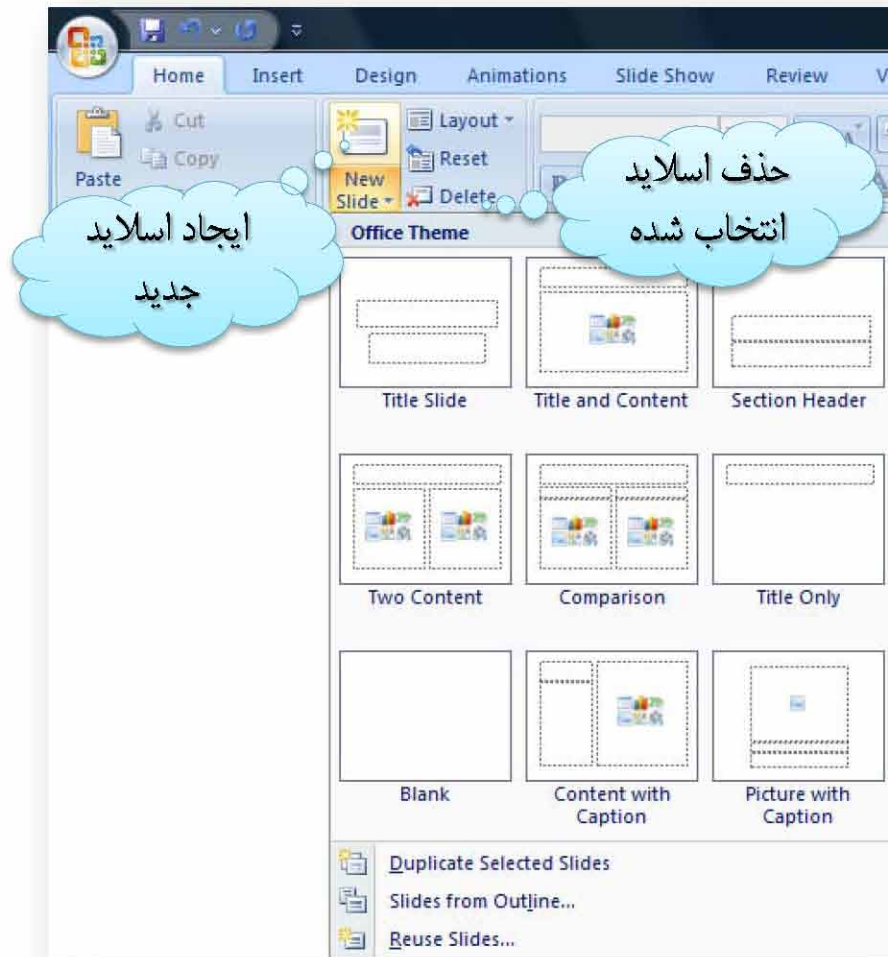 Home Insert Design Animations Slide Show Review V
Cut
Copy
Paste
New
Slide
Layout
Reset
Delete
حذف اسلاید
انتخاب شده
ایجاد اسلاید
جدید
Office Theme
Title Slide Title and Content Section Header
Two Content Comparison Title Only
Blank Content with
Caption Picture with
Caption
Duplicate Selected Slides
Slides from Outline...
Reuse Slides...